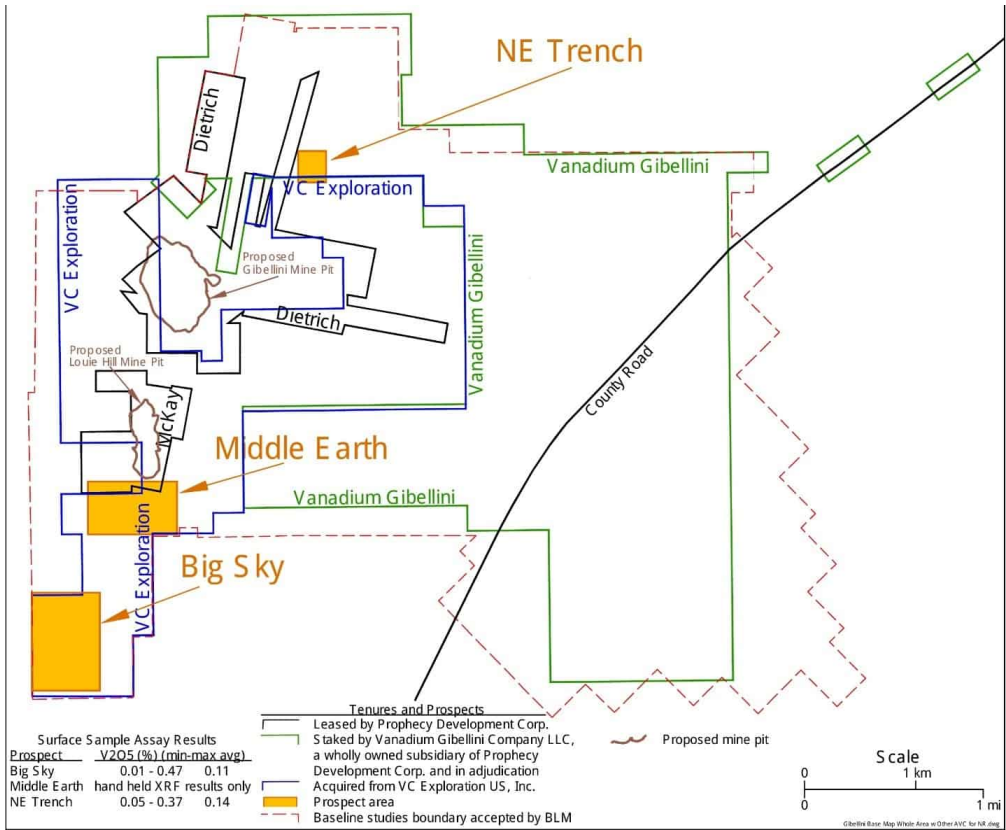 NE Trench
Dietrich
Vanadium Gibellini
VC Exploration
VC Exploration
Proposed
Gibellini Mine Pit
Vanadium Gibellini
Dietrich
Proposed
Louie Hill Mine Pit
County Road
McKay
Middle Earth
Vanadium Gibellini
VC Exploration
Big Sky
Tenures and Prospects
Leased by Prophecy Development Corp.
Staked by Vanadium Gibellini Company LLC,
a wholly owned subsidiary of Prophecy
Development Corp. and in adjudication
Acquired from VC Exploration US, Inc.
Prospect area
Baseline studies boundary accepted by BLM
Proposed mine pit
Surface Sample Assay Results
Prospect V2O5 (%) (min-max avg)
Big Sky 0.01 - 0.47 0.11
Middle Earth hand held XRF results only
NE Trench 0.05 - 0.37 0.14
Scale
0 1 km
0 1 mi
Gibellini Base Map Whole Area w Other AVC for NR.dwg